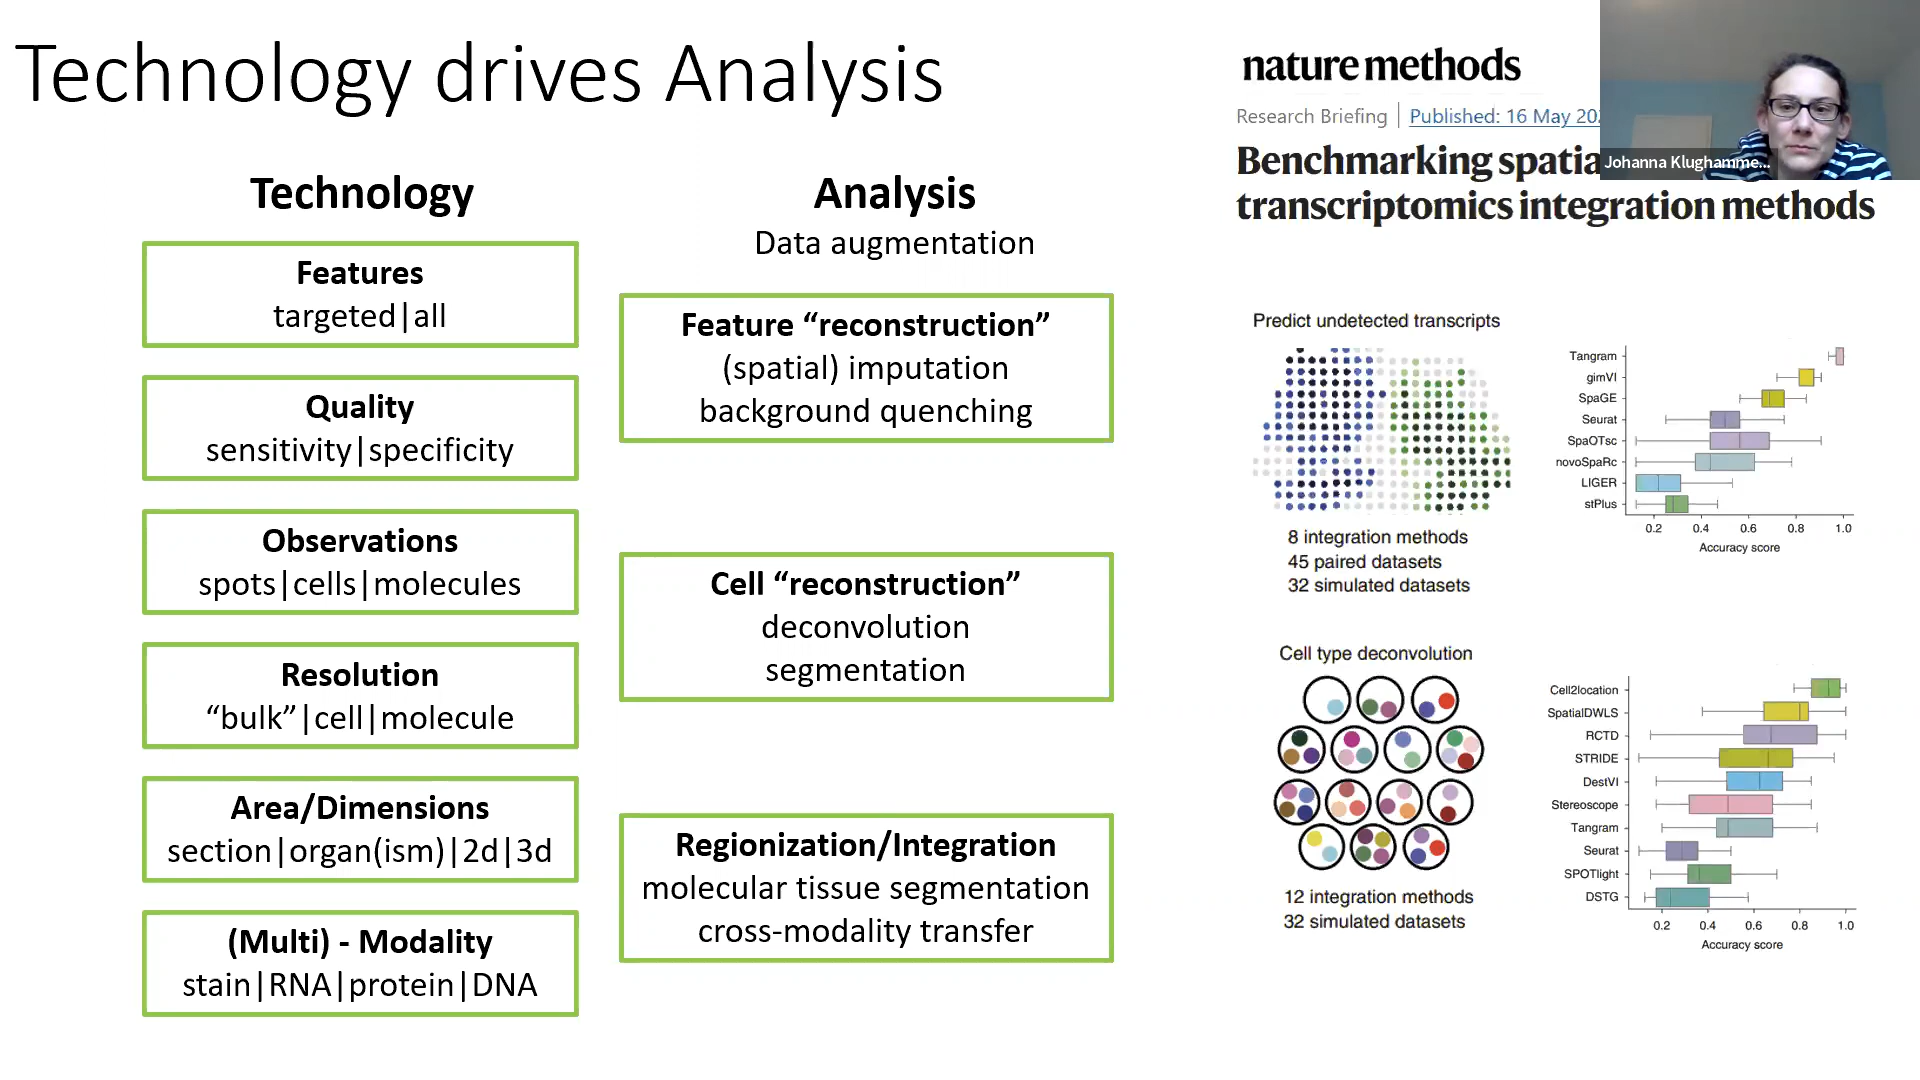 Technology drives Analysis
Technology
Features
targeted|all
Quality
sensitivity|specificity
Observations
spots|cells|molecules
Resolution
“bulk”|cell|molecule
Area/Dimensions
section|organ(ism)|2d|3d
(Multi) - Modality
stain|RNA|protein|DNA
Analysis
Data augmentation
Feature “reconstruction”
(spatial) imputation
background quenching
Cell “reconstruction”
deconvolution
segmentation
Regionization/Integration
molecular tissue segmentation
cross-modality transfer
nature methods
Research Briefing | Published: 16 May
Benchmarking
transcriptomics integration methods
Johanna Klughamme...
Predict undetected transcripts
8 integration methods
45 paired datasets
32 simulated datasets
Tangram
gimVI
SpaGE
Seurat
SpaOTsc
novoSpaRc
LIGER
stPlus
0.2 0.4 0.6 0.8 1.0
Accuracy score
Cell type deconvolution
12 integration methods
32 simulated datasets
Cell2location
SpatialDWLS
RCTD
STRIDE
DestVI
Stereoscope
Tangram
Seurat
SPOTlight
DSTG
0.2 0.4 0.6 0.8 1.0
Accuracy score